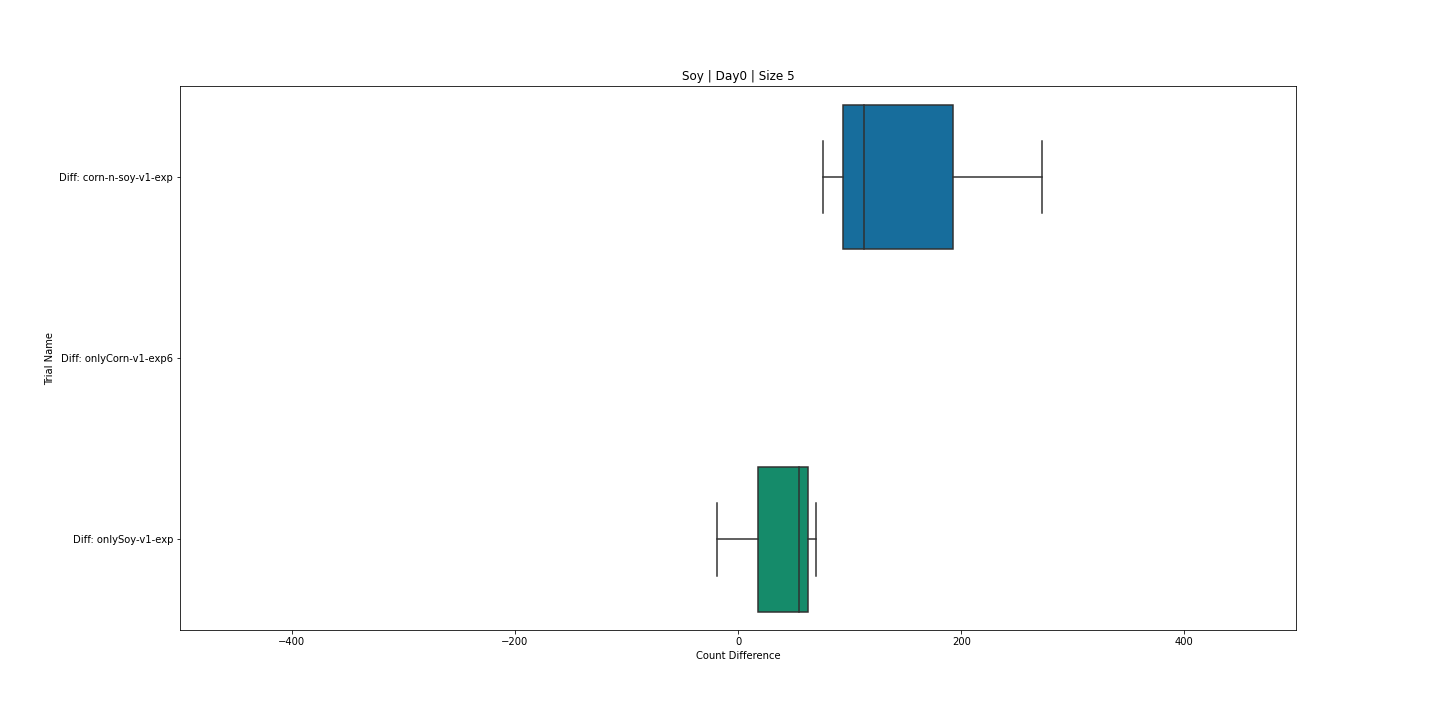 Soy | Day0 | Size 5
Diff: corn-n-soy-v1-exp
Diff: onlyCorn-v1-exp6
Diff: onlySoy-v1-exp
Trial Name
−400
−200
0
200
400
Count Difference